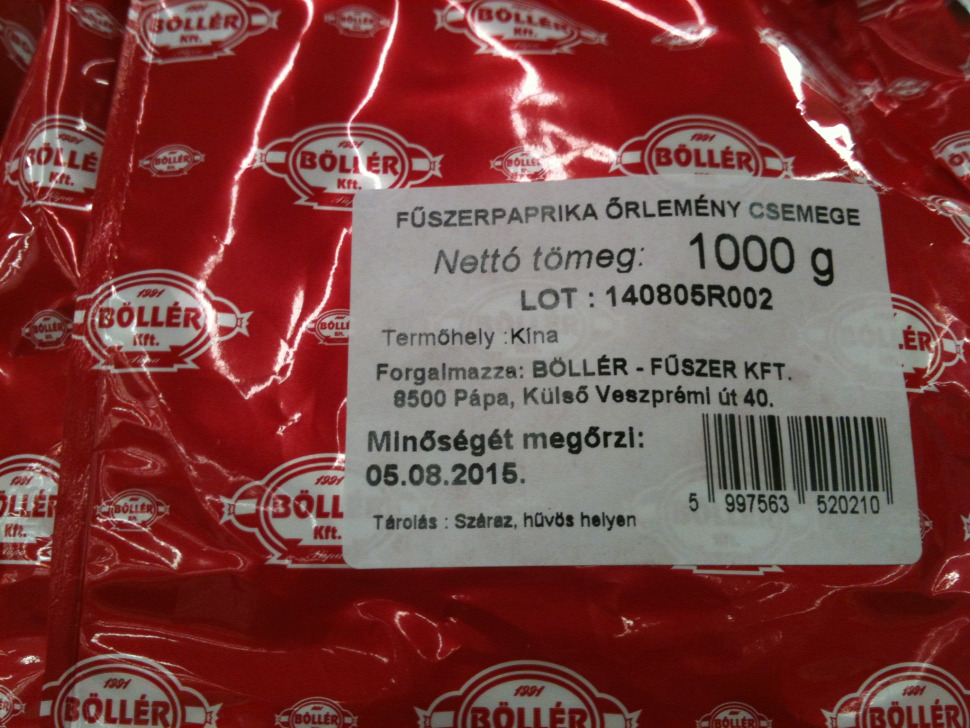 FŰSZERPAPRIKA ŐRLEMÉNY CSEMEGE
Nettó tömeg: 1000 g
LOT : 140805R002
Termőhely :Kína
Forgalmazza: BÖLLÉR - FŰSZER KFT.
8500 Pápa, Külső Veszprémi út 40.
Minőségét megőrzi:
05.08.2015.
Tárolás : Száraz, hűvös helyen
5 997563 520210
1991
BÖLLÉR
Kft.